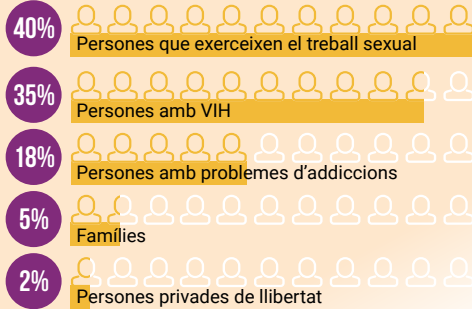 40%
Persones que exerceixen el treball sexual
35%
Persones amb VIH
18%
Persones amb problemes d'addiccions
5%
Famílies
2%
Persones privades de llibertat